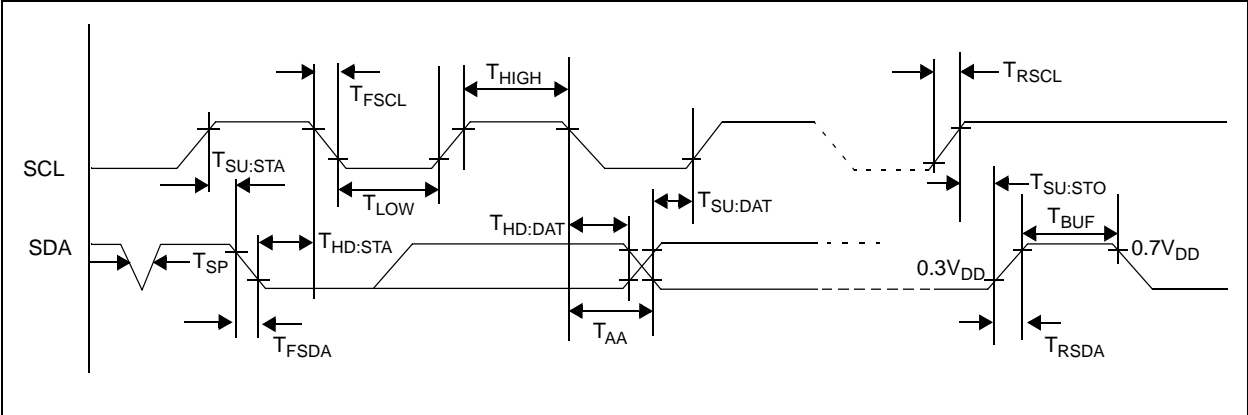 T_HIGH
T_RSCL
T_FSCL
SCL
T_SU:STA
T_SU:STO
T_LOW
T_SU:DAT
T_HD:DAT
T_BUF
T_HD:STA
SDA
0.7V_DD
T_SP
0.3V_DD
T_AA
T_FSDA
T_RSDA